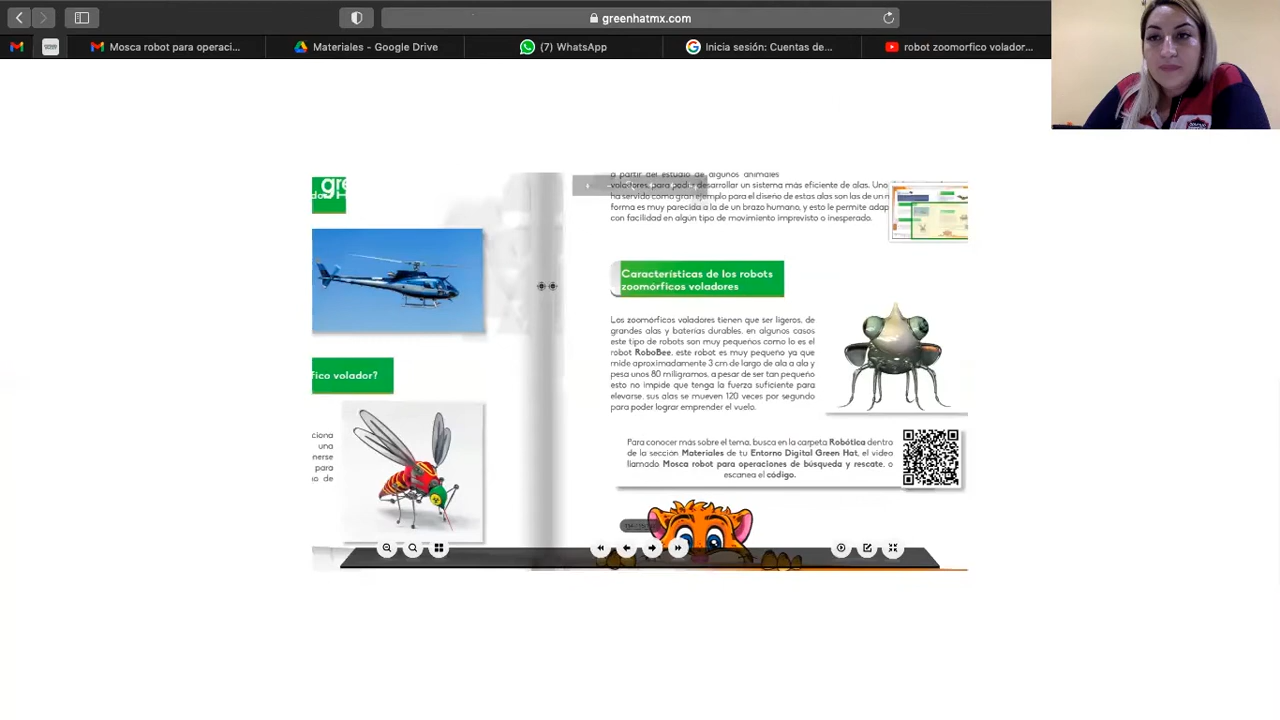 greenhatmx.com
Mosca robot para operaci...
Materiales – Google Drive
(7) WhatsApp
Inicia sesión: Cuentas de...
robot zoomorfico volador...
gre
fico volador?
ciona
una
nerse
para
no de
o partir del estudio de algunos animales
voladores, para poder desarrollar un sistema más eficiente de alas. Uno
ha servido como gran ejemplo para el diseño de estas alas son las de un m
forma es muy parecida a la de un brazo humano, y esto le permite adap
con facilidad en algún tipo de movimiento imprevisto o inesperado.
Características de los robots
zoomórficos voladores
Los zoomórficos voladores tienen que ser ligeros, de
grandes alas y baterías durables, en algunos casos
este tipo de robots son muy pequeños como lo es el
robot RoboBee, este robot es muy pequeño ya que
mide aproximadamente 3 cm de largo de ala a ala y
pesa unos 80 miligramos, a pesar de ser tan pequeño
esto no impide que tenga la fuerza suficiente para
elevarse, sus alas se mueven 120 veces por segundo
para poder lograr emprender el vuelo.
Para conocer más sobre el tema, busca en la carpeta Robótica dentro
de la sección Materiales de tu Entorno Digital Green Hat, el video
llamado Mosca robot para operaciones de búsqueda y rescate, o
escanea el código.